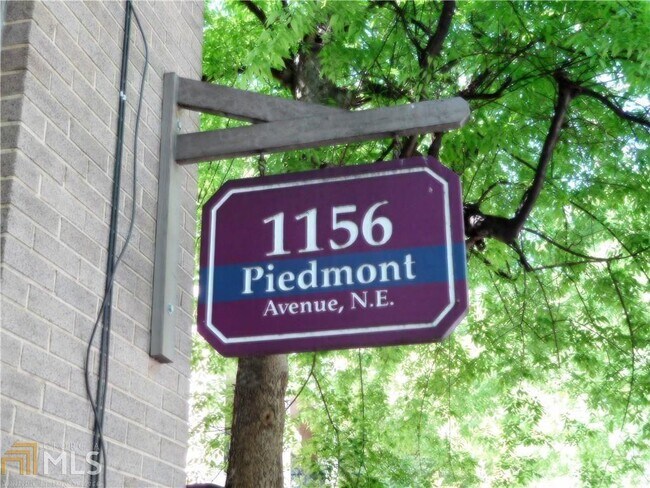 1156
Piedmont
Avenue, N.E.
MLS